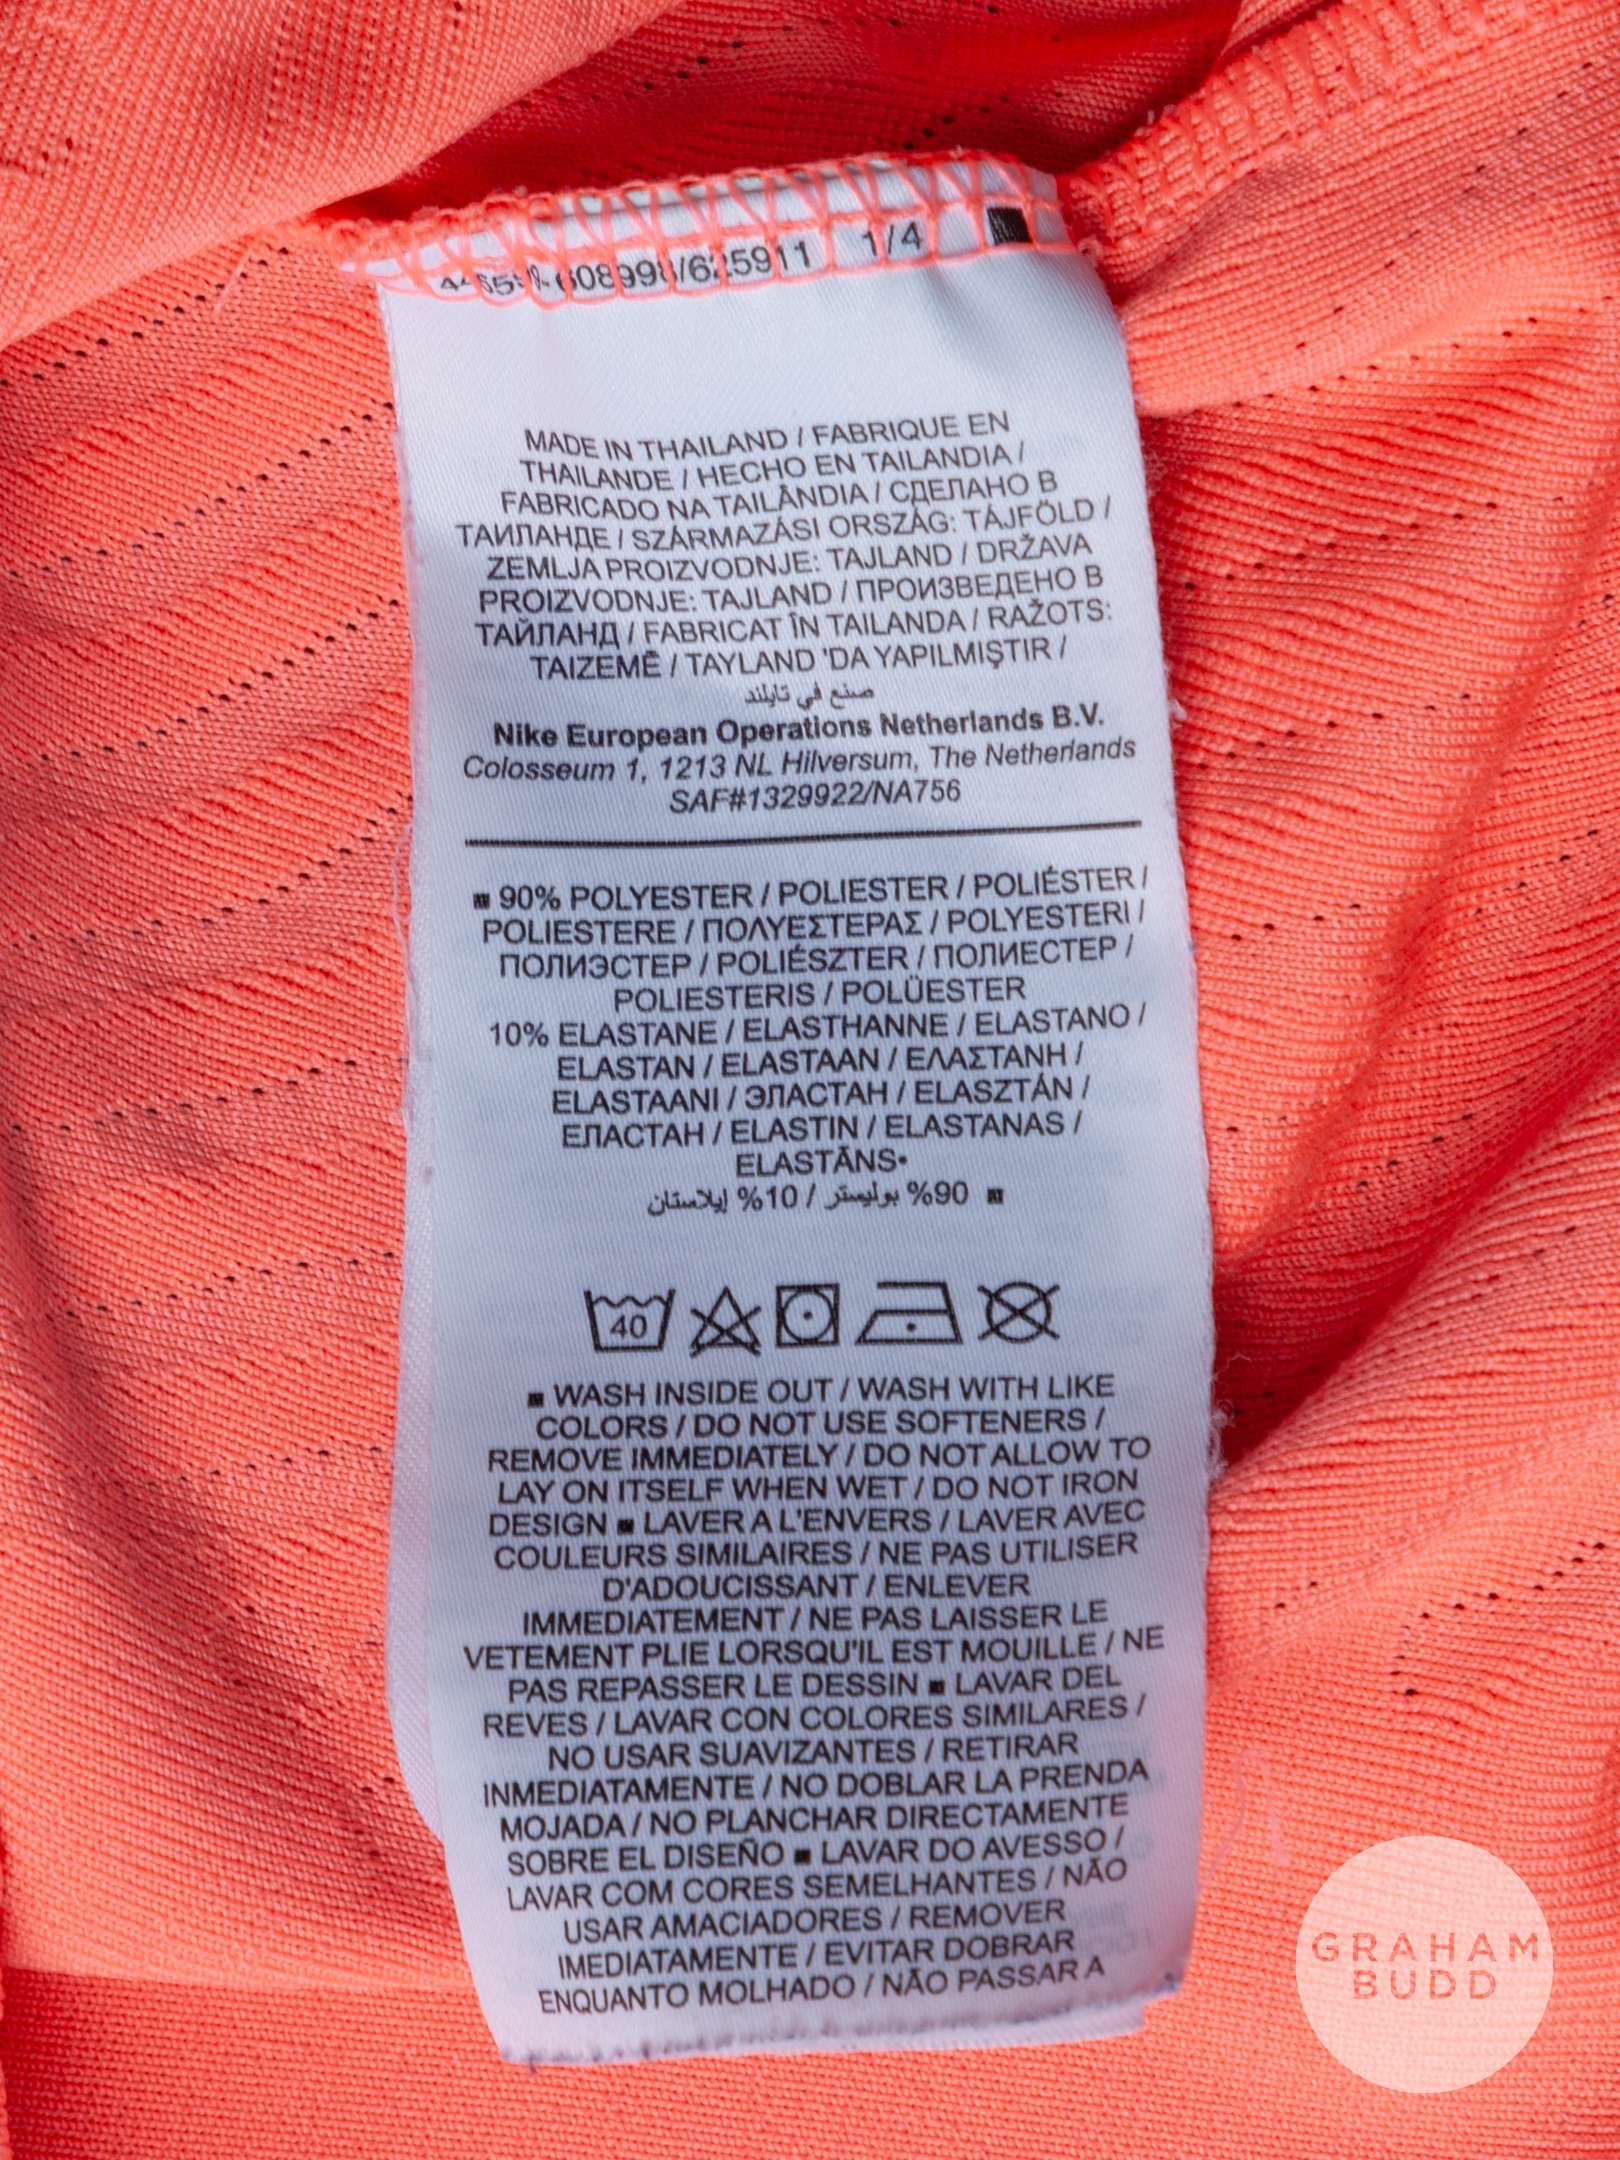 608998/625911 1/4
MADE IN THAILAND / FABRIQUE EN
THAILANDE / HECHO EN TAILANDIA /
FABRICADO NA TAILÂNDIA / СДЕЛАНО В
ТАИЛАНДЕ / SZÁRMAZÁSI ORSZÁG: TÁJFÖLD /
ZEMLJA PROIZVODNJE: TAJLAND / DRŽAVA
PROIZVODNJE: TAJLAND / ПРОИЗВЕДЕНО В
ТАЙЛАНД / FABRICAT ÎN TAILANDA / RAŽOTS:
TAIZEMĒ / TAYLAND 'DA YAPILMIŞTIR /
صنع في تايلند
Nike European Operations Netherlands B.V.
Colosseum 1, 1213 NL Hilversum, The Netherlands
SAF#1329922/NA756
90% POLYESTER / POLIESTER / POLIÉSTER /
POLIESTERE / ΠΟΛΥΕΣΤΕΡΑΣ / POLYESTERI /
ПОЛИЭСТЕР / POLIÉSZTER / ПОЛИЕСТЕР /
POLIESTERIS / POLÜESTER
10% ELASTANE / ELASTHANNE / ELASTANO /
ELASTAN / ELASTAAN / ΕΛΑΣΤΑΝΗ /
ELASTAANI / ЭЛАСТАН / ELASZTÁN /
ЕЛАСТАН / ELASTIN / ELASTANAS /
ELASTĀNS•
90% بوليستر / 10% إيلاستان
40
■ WASH INSIDE OUT / WASH WITH LIKE
COLORS / DO NOT USE SOFTENERS /
REMOVE IMMEDIATELY / DO NOT ALLOW TO
LAY ON ITSELF WHEN WET / DO NOT IRON
DESIGN ■ LAVER A L'ENVERS / LAVER AVEC
COULEURS SIMILAIRES / NE PAS UTILISER
D'ADOUCISSANT / ENLEVER
IMMEDIATEMENT / NE PAS LAISSER LE
VETEMENT PLIE LORSQU'IL EST MOUILLE / NE
PAS REPASSER LE DESSIN ■ LAVAR DEL
REVES / LAVAR CON COLORES SIMILARES /
NO USAR SUAVIZANTES / RETIRAR
INMEDIATAMENTE / NO DOBLAR LA PRENDA
MOJADA / NO PLANCHAR DIRECTAMENTE
SOBRE EL DISEÑO ■ LAVAR DO AVESSO /
LAVAR COM CORES SEMELHANTES / NÃO
USAR AMACIADORES / REMOVER
IMEDIATAMENTE / EVITAR DOBRAR
ENQUANTO MOLHADO / NÃO PASSAR A
GRAHAM
BUDD